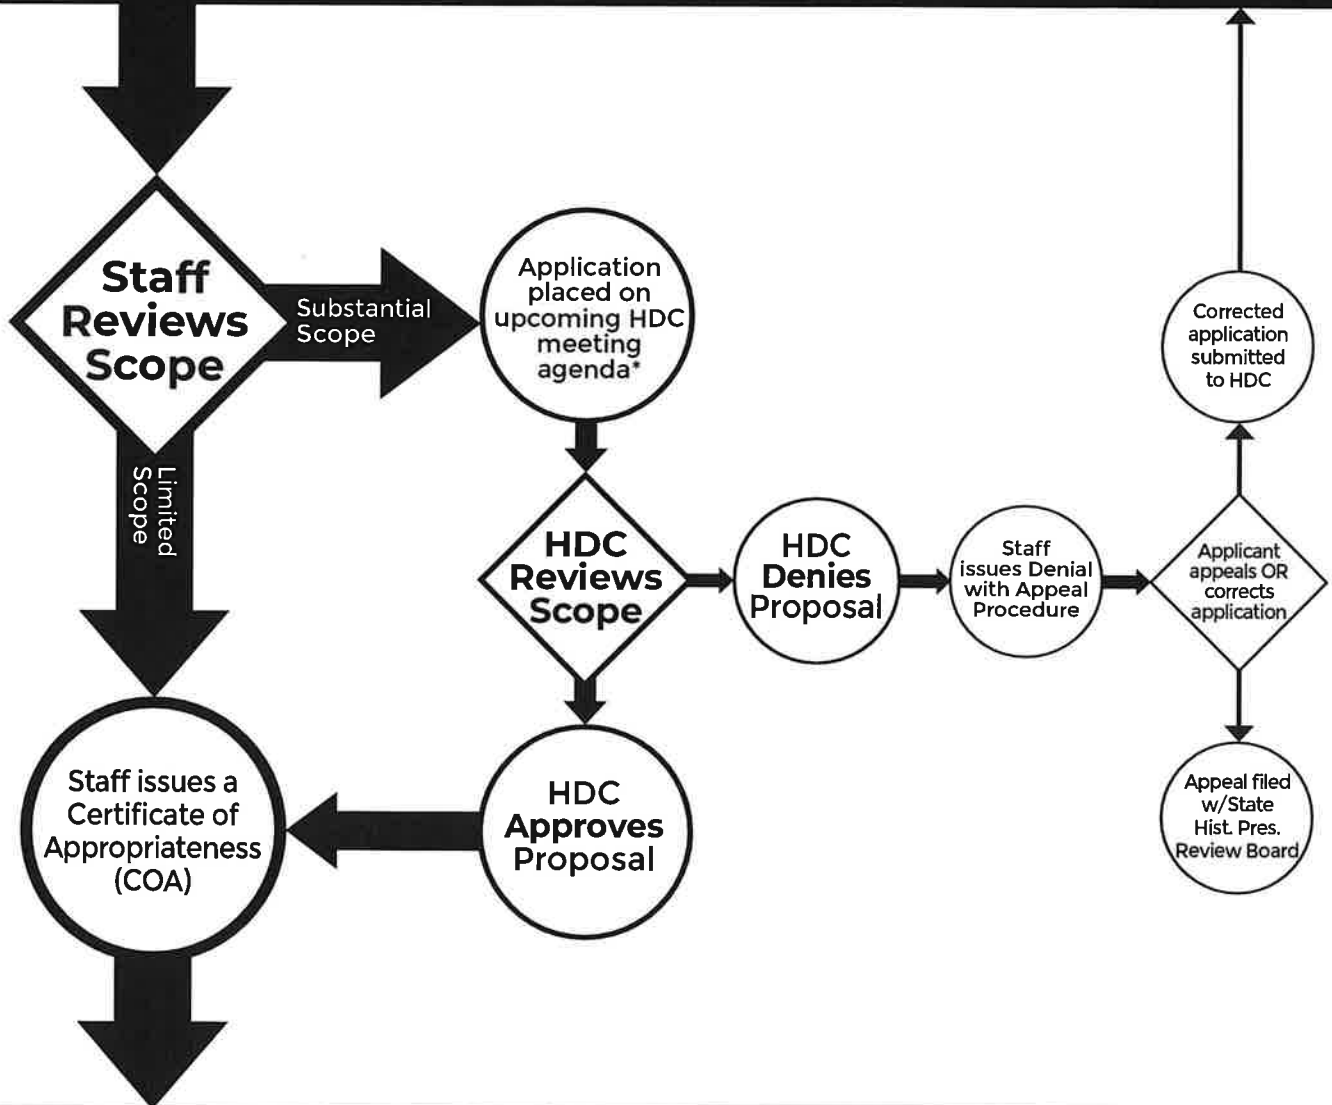 Staff
Reviews
Scope
Substantial
Scope
Application
placed on
upcoming HDC
meeting
agenda*
Corrected
application
submitted
to HDC
Limited
Scope
HDC
Reviews
Scope
HDC
Denies
Proposal
Staff
issues Denial
with Appeal
Procedure
Applicant
appeals OR
corrects
application
Staff issues a
Certificate of
Appropriateness
(COA)
HDC
Approves
Proposal
Appeal filed
w/State
Hist. Pres.
Review Board